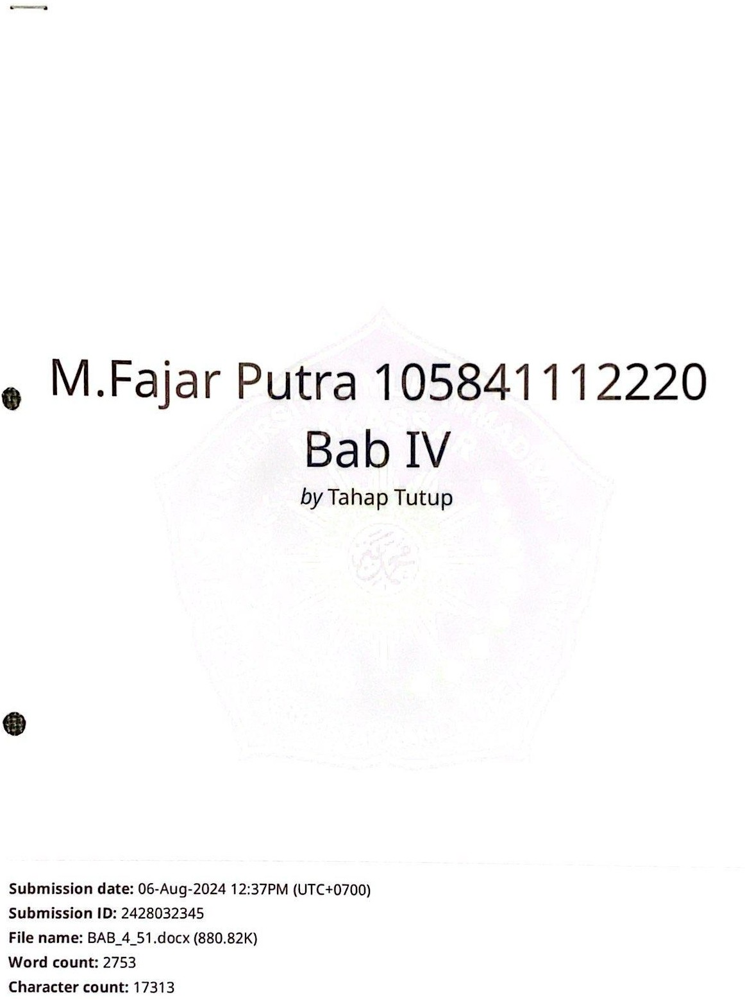 M.Fajar Putra 105841112220
Bab IV
by Tahap Tutup
Submission date: 06-Aug-2024 12:37PM (UTC+0700)
Submission ID: 2428032345
File name: BAB_4_51.docx (880.82K)
Word count: 2753
Character count: 17313